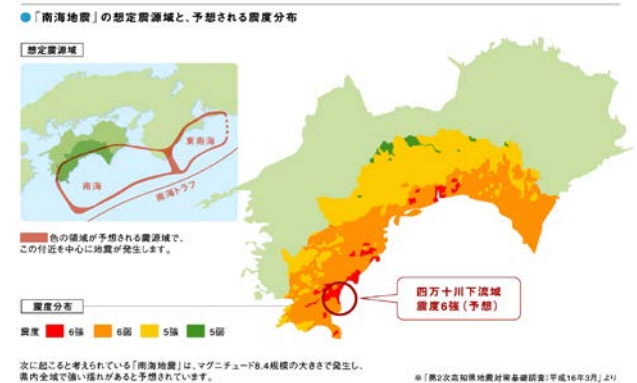 ●「南海地震」の想定震源域と、予想される震度分布
想定震源域
東南海
南海
南海トラフ
色の領域が予想される震源域で、
この付近を中心に地震が発生します。
四万十川下流域
震度6強(予想)
震度分布
震度 6強 6弱 5強 5弱
次に起こると考えられている「南海地震」は、マグニチュード8.4規模の大きさで発生し、
県内全域で強い揺れがあると予想されています。
※「第2次高知県地震対策基礎調査:平成16年3月」より